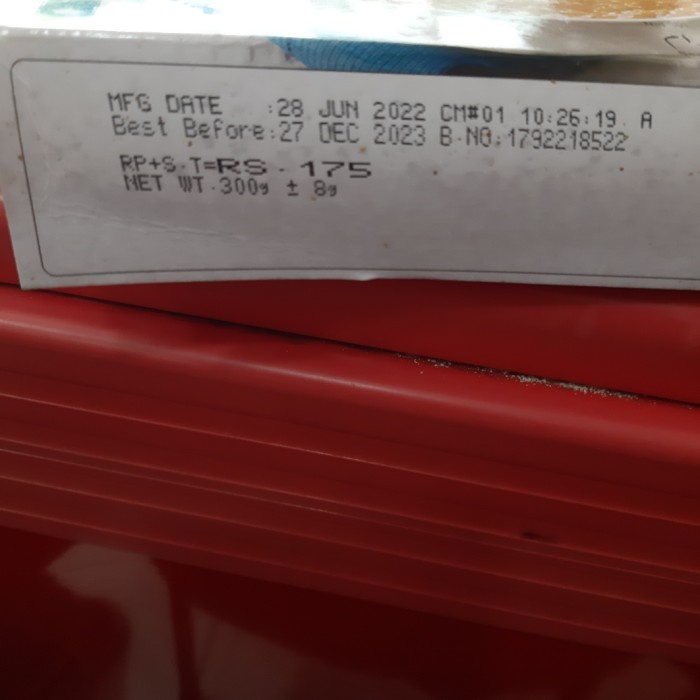 MFG DATE :28 JUN 2022 CM#01 10:26:19. A
Best Before:27 DEC 2023 B.NO.:1792218522
RP+S.T=RS.175
NET WT.300g ± 8g